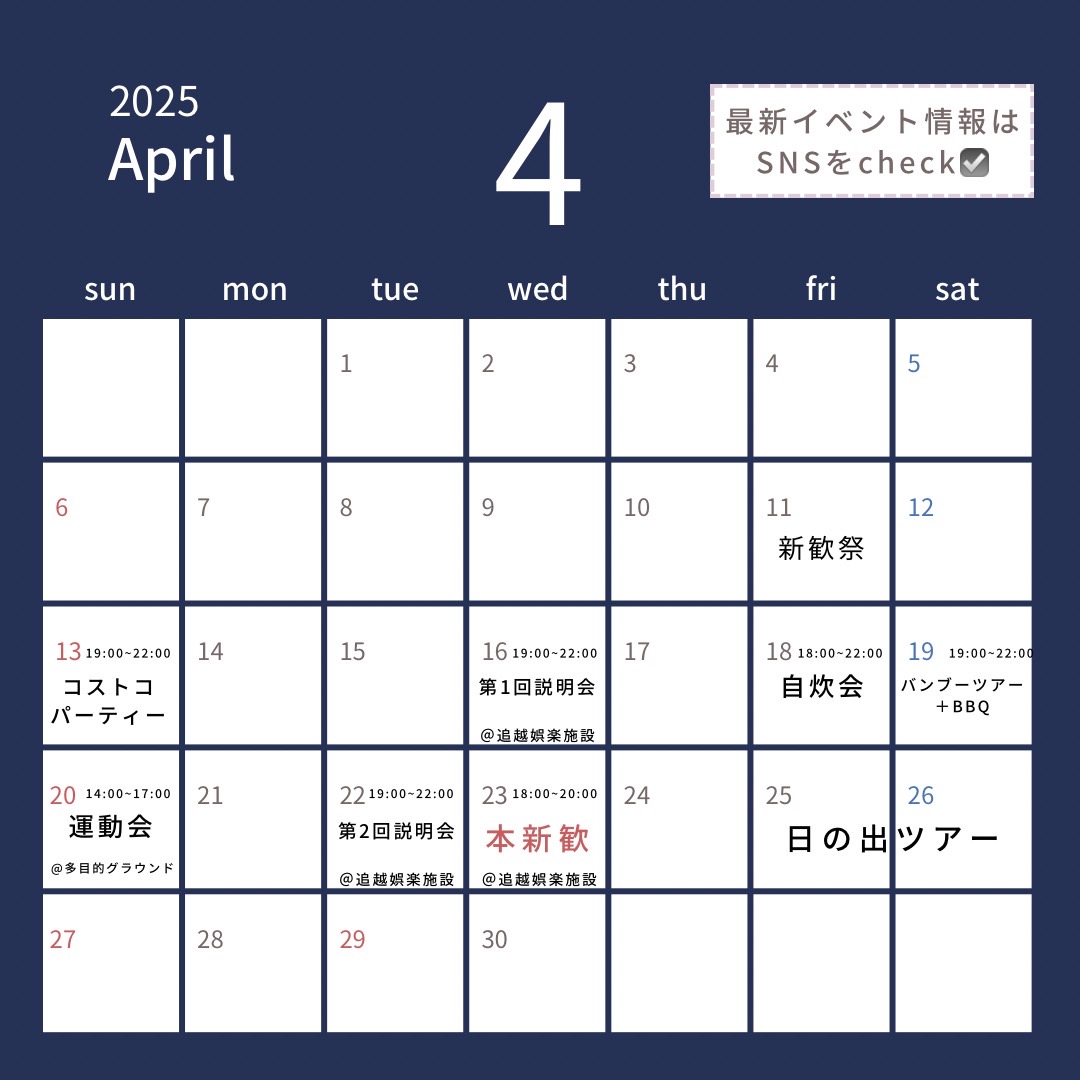 2025
April
4
最新イベント情報は
SNSをcheck☑
sun mon tue wed thu fri sat
1 2 3 4 5
6 7 8 9 10 11 12
新歓祭
13 19:00~22:00 14 15 16 19:00~22:00 17 18 18:00~22:00 19 19:00~22:00
コストコ
パーティー
第1回説明会
@追越娯楽施設
自炊会
バンブーツアー
+BBQ
20 14:00~17:00 21 22 19:00~22:00 23 18:00~20:00 24 25 26
運動会
@多目的グラウンド
第2回説明会
@追越娯楽施設
本新歓
@追越娯楽施設
日の出ツアー
27 28 29 30